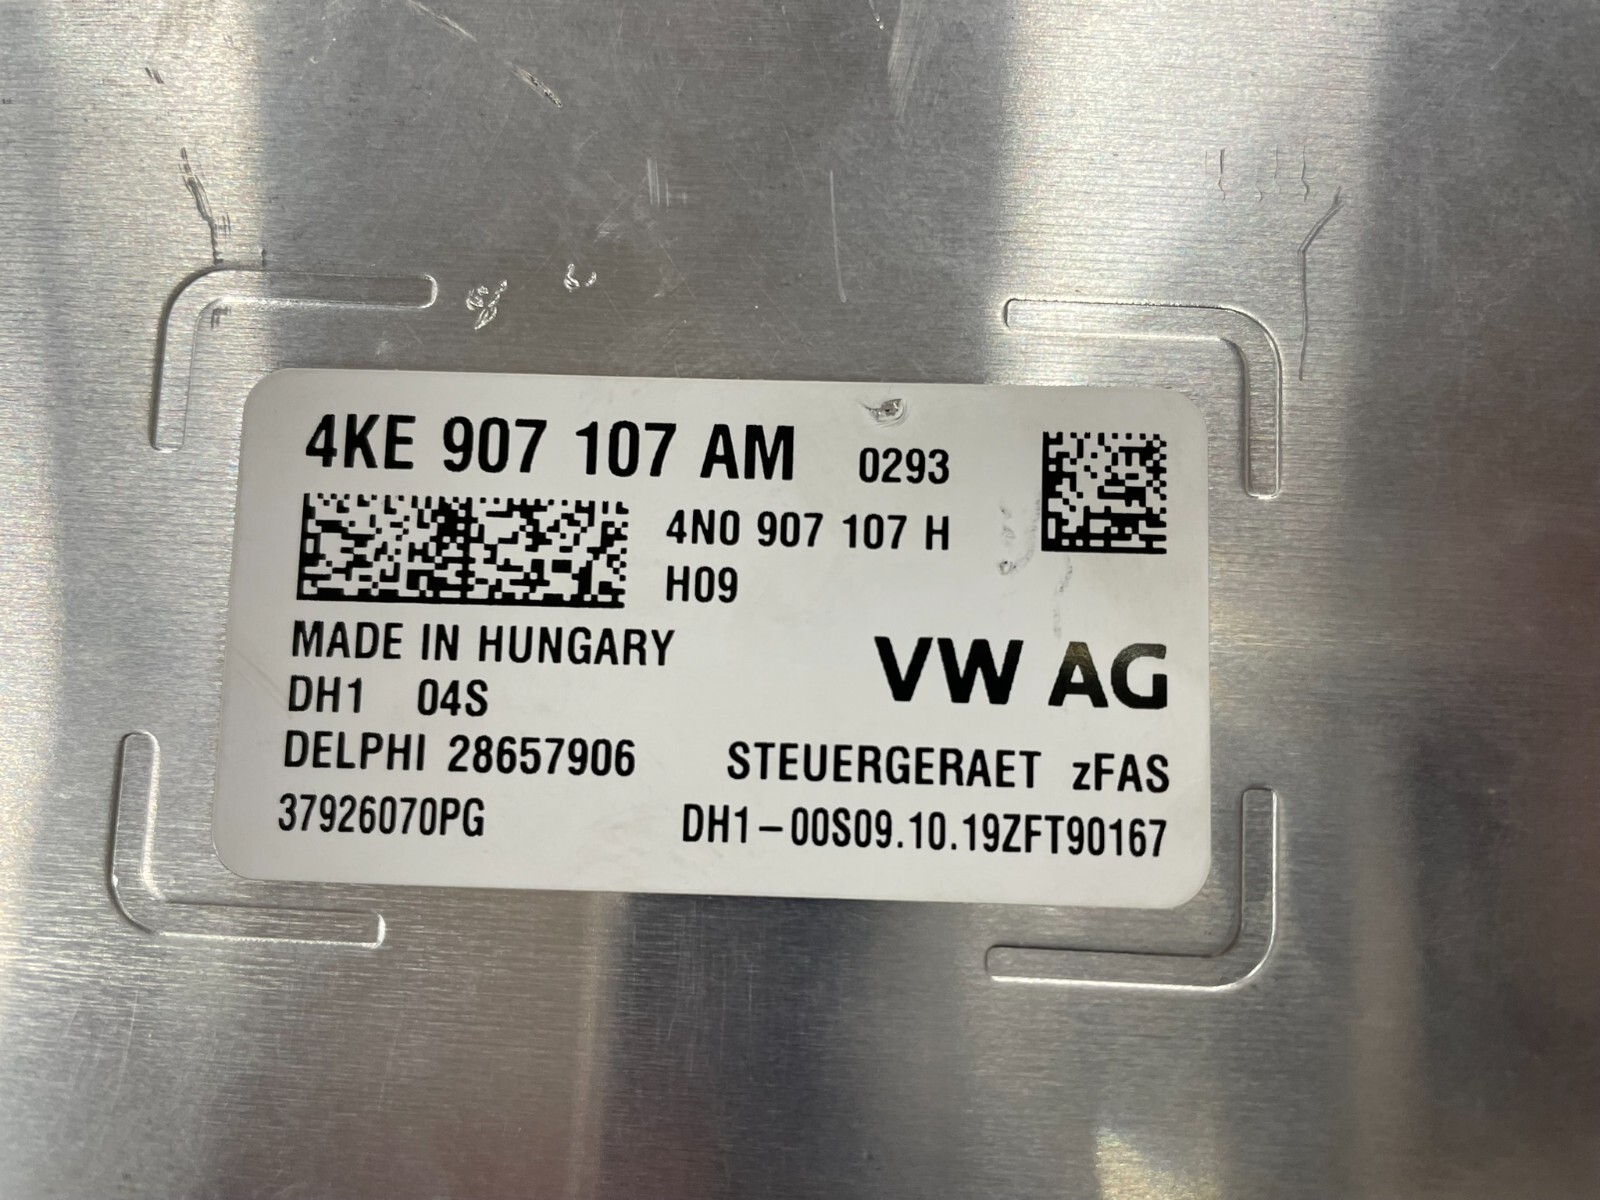 4KE 907 107 AM 0293
4N0 907 107 H
H09
MADE IN HUNGARY
VW AG
DH1 04S
DELPHI 28657906
STEUERGERAET zFAS
37926070PG
DH1-00S09.10.19ZFT90167